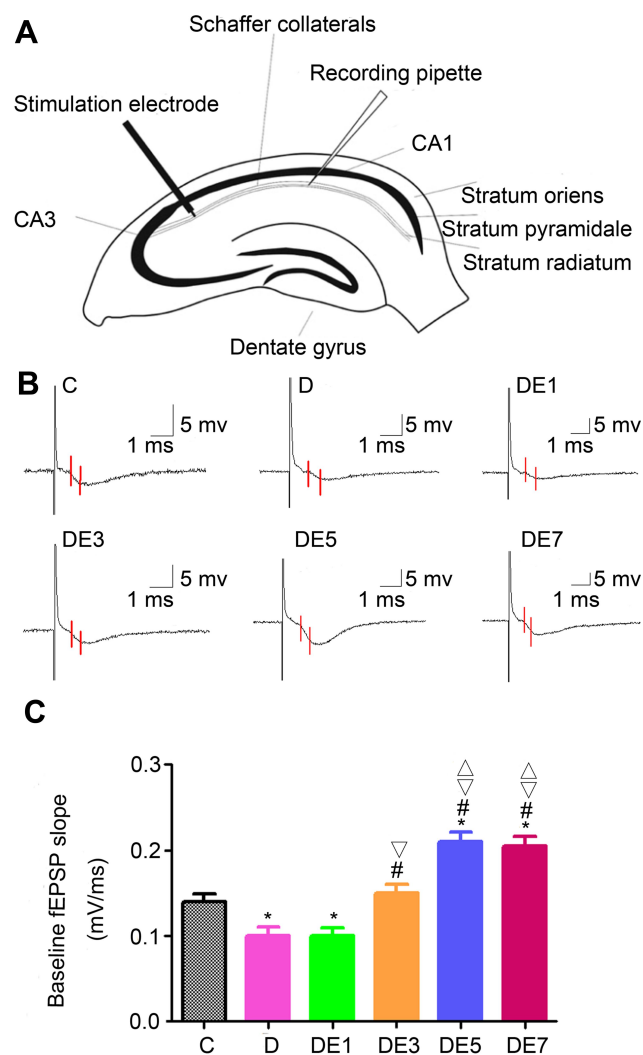 A
Schaffer collaterals
Recording pipette
Stimulation electrode
CA1
CA3
Stratum oriens
Stratum pyramidale
Stratum radiatum
Dentate gyrus
B
C
D
DE1
5 mv
5 mv
5 mv
1 ms
1 ms
1 ms
DE3
DE5
DE7
5 mv
5 mv
5 mv
1 ms
1 ms
1 ms
C
Baseline fEPSP slope
(mV/ms)
0.3
0.2
0.1
0.0
△ △
▽ ▽
▽ # #
* * # * *
C D DE1 DE3 DE5 DE7